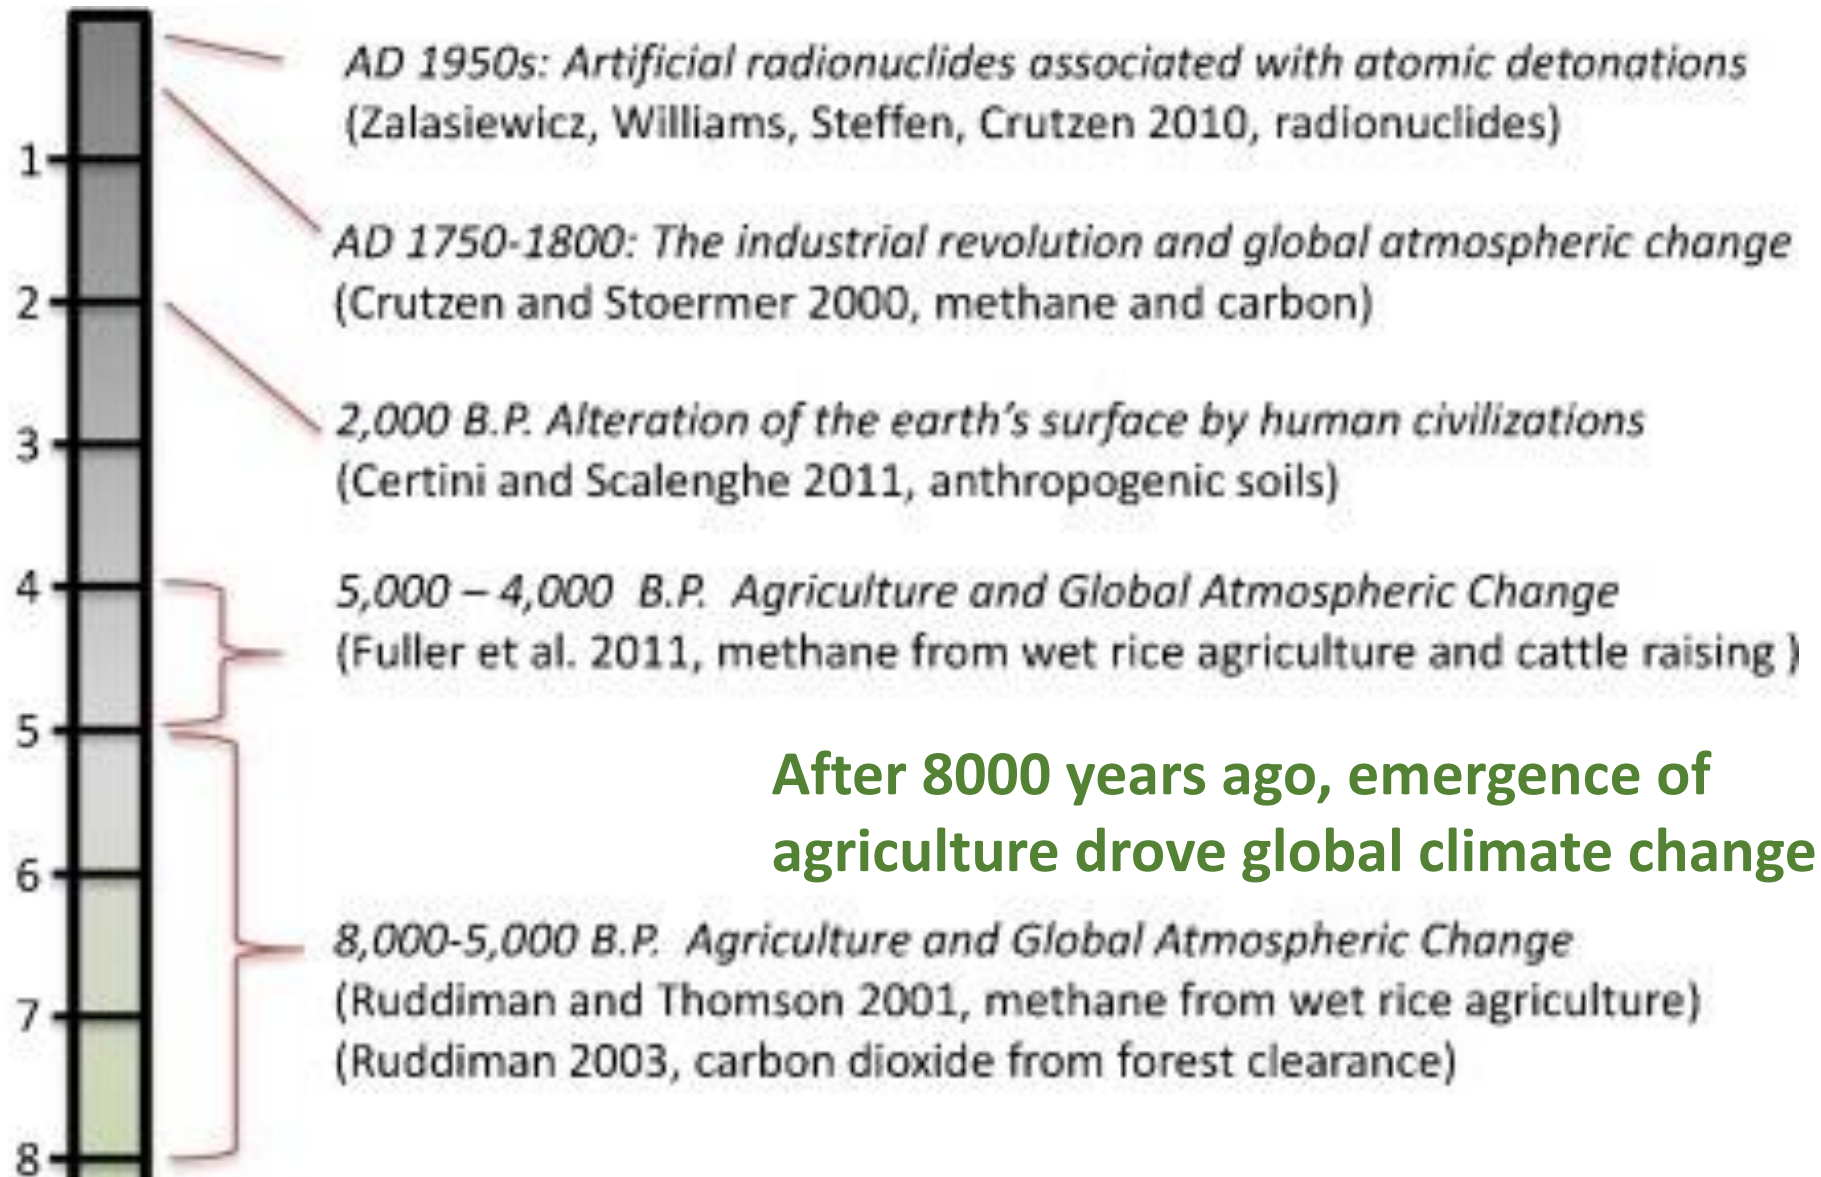 AD 1950s: Artificial radionuclides associated with atomic detonations
(Zalasiewicz, Williams, Steffen, Crutzen 2010, radionuclides)
1
AD 1750-1800: The industrial revolution and global atmospheric change
2
(Crutzen and Stoermer 2000, methane and carbon)
2,000 B.P. Alteration of the earth's surface by human civilizations
3
(Certini and Scalenghe 2011, anthropogenic soils)
4
5,000 – 4,000 B.P. Agriculture and Global Atmospheric Change
(Fuller et al. 2011, methane from wet rice agriculture and cattle raising )
5
After 8000 years ago, emergence of
agriculture drove global climate change
6
8,000-5,000 B.P. Agriculture and Global Atmospheric Change
(Ruddiman and Thomson 2001, methane from wet rice agriculture)
7
(Ruddiman 2003, carbon dioxide from forest clearance)
8